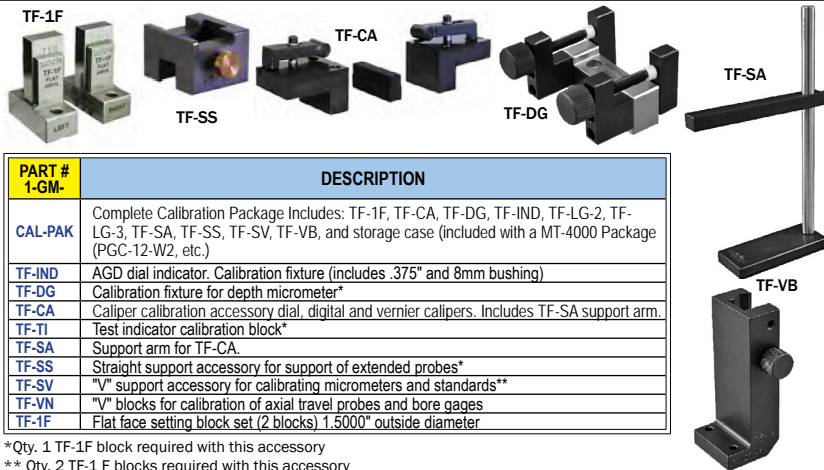 TF-1F
TF-CA
TF-SA
TF-SS
TF-DG
TF-1F
FLAT
LEFT
RIGHT
PART #
1-GM-
DESCRIPTION
CAL-PAK
Complete Calibration Package Includes: TF-1F, TF-CA, TF-DG, TF-IND, TF-LG-2, TF-
LG-3, TF-SA, TF-SS, TF-SV, TF-VB, and storage case (included with a MT-4000 Package
(PGC-12-W2, etc.)
TF-IND AGD dial indicator. Calibration fixture (includes .375" and 8mm bushing)
TF-DG Calibration fixture for depth micrometer*
TF-CA Caliper calibration accessory dial, digital and vernier calipers. Includes TF-SA support arm.
TF-TI Test indicator calibration block*
TF-SA Support arm for TF-CA.
TF-SS Straight support accessory for support of extended probes*
TF-SV "V" support accessory for calibrating micrometers and standards**
TF-VN "V" blocks for calibration of axial travel probes and bore gages
TF-1F Flat face setting block set (2 blocks) 1.5000" outside diameter
*Qty. 1 TF-1F block required with this accessory
** Qty. 2 TF-1 F blocks required with this accessory
TF-VB